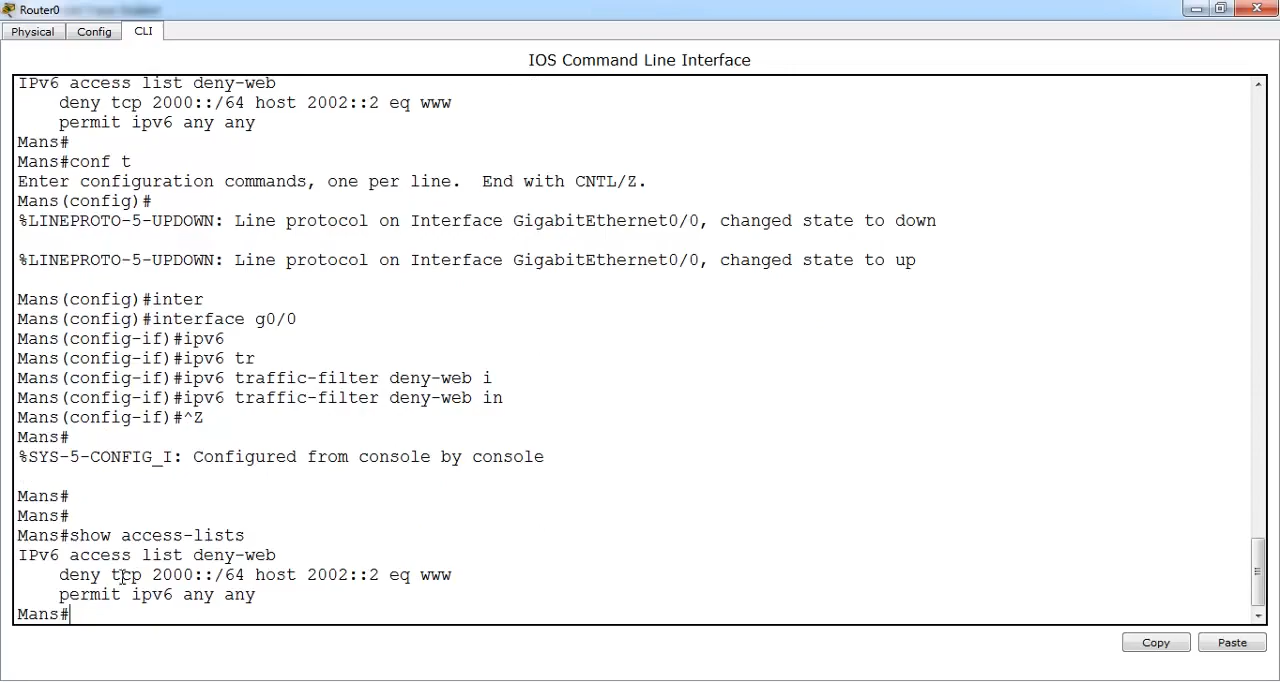 Router0
Physical Config CLI
IOS Command Line Interface
IPv6 access list deny-web
deny tcp 2000::/64 host 2002::2 eq www
permit ipv6 any any
Mans#
Mans#conf t
Enter configuration commands, one per line.  End with CNTL/Z.
Mans(config)#
%LINEPROTO-5-UPDOWN: Line protocol on Interface GigabitEthernet0/0, changed state to down
%LINEPROTO-5-UPDOWN: Line protocol on Interface GigabitEthernet0/0, changed state to up
Mans(config)#inter
Mans(config)#interface g0/0
Mans(config-if)#ipv6
Mans(config-if)#ipv6 tr
Mans(config-if)#ipv6 traffic-filter deny-web i
Mans(config-if)#ipv6 traffic-filter deny-web in
Mans(config-if)#^Z
Mans#
%SYS-5-CONFIG_I: Configured from console by console
Mans#
Mans#
Mans#show access-lists
IPv6 access list deny-web
deny tcp 2000::/64 host 2002::2 eq www
permit ipv6 any any
Mans#
Copy Paste